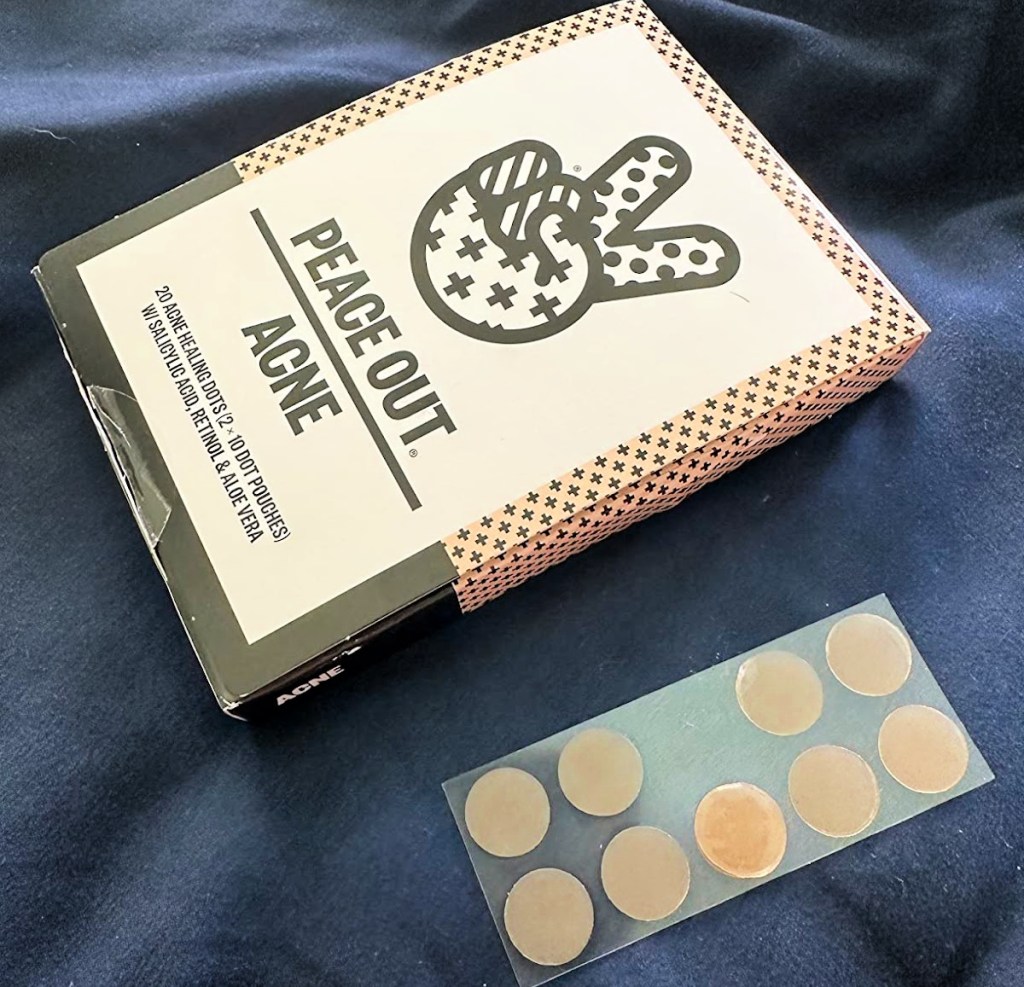 PEACE OUT®
ACNE
20 ACNE HEALING DOTS (2 × 10 DOT POUCHES)
W/ SALICYLIC ACID, RETINOL & ALOE VERA
ACNE